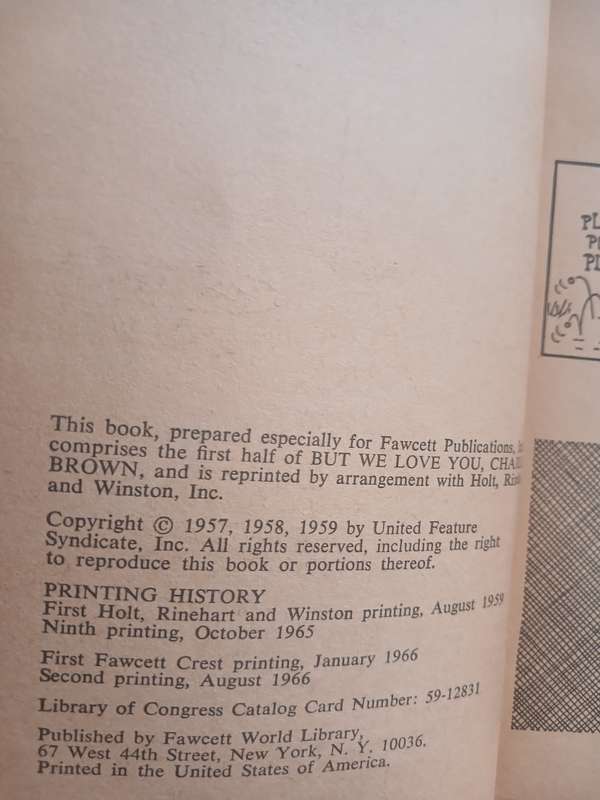 This book, prepared especially for Fawcett Publications,
comprises the first half of BUT WE LOVE YOU,
BROWN, and is reprinted by arrangement with Holt,
and Winston, Inc.
Copyright © 1957, 1958, 1959 by United Feature
Syndicate, Inc. All rights reserved, including the right
to reproduce this book or portions thereof.
PRINTING HISTORY
First Holt, Rinehart and Winston printing, August 1959
Ninth printing, October 1965
First Fawcett Crest printing, January 1966
Second printing, August 1966
Library of Congress Catalog Card Number: 59-12831
Published by Fawcett World Library,
67 West 44th Street, New York, N. Y. 10036.
Printed in the United States of America.